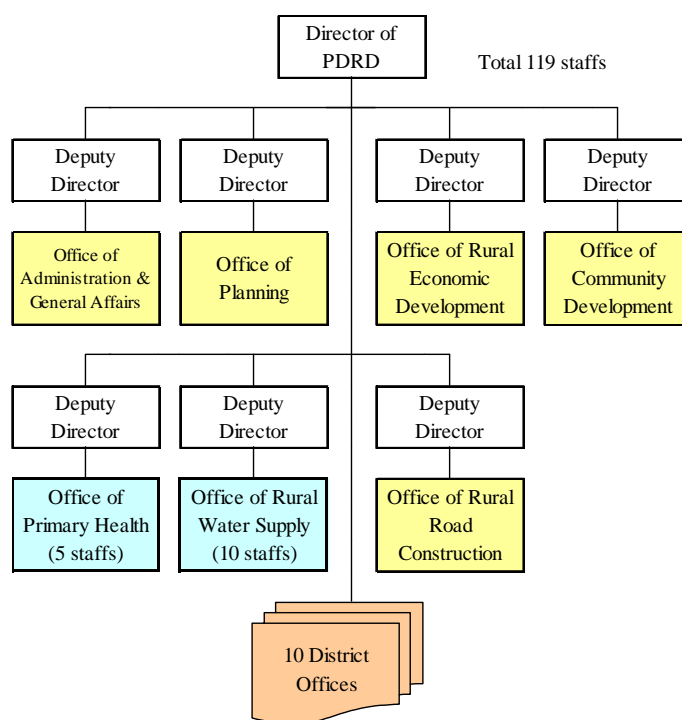 Director of
PDRD
Total 119 staffs
Deputy
Director
Deputy
Director
Deputy
Director
Deputy
Director
Office of
Administration &
General Affairs
Office of
Planning
Office of Rural
Economic
Development
Office of
Community
Development
Deputy
Director
Deputy
Director
Deputy
Director
Office of
Primary Health
(5 staffs)
Office of Rural
Water Supply
(10 staffs)
Office of Rural
Road
Construction
10 District
Offices